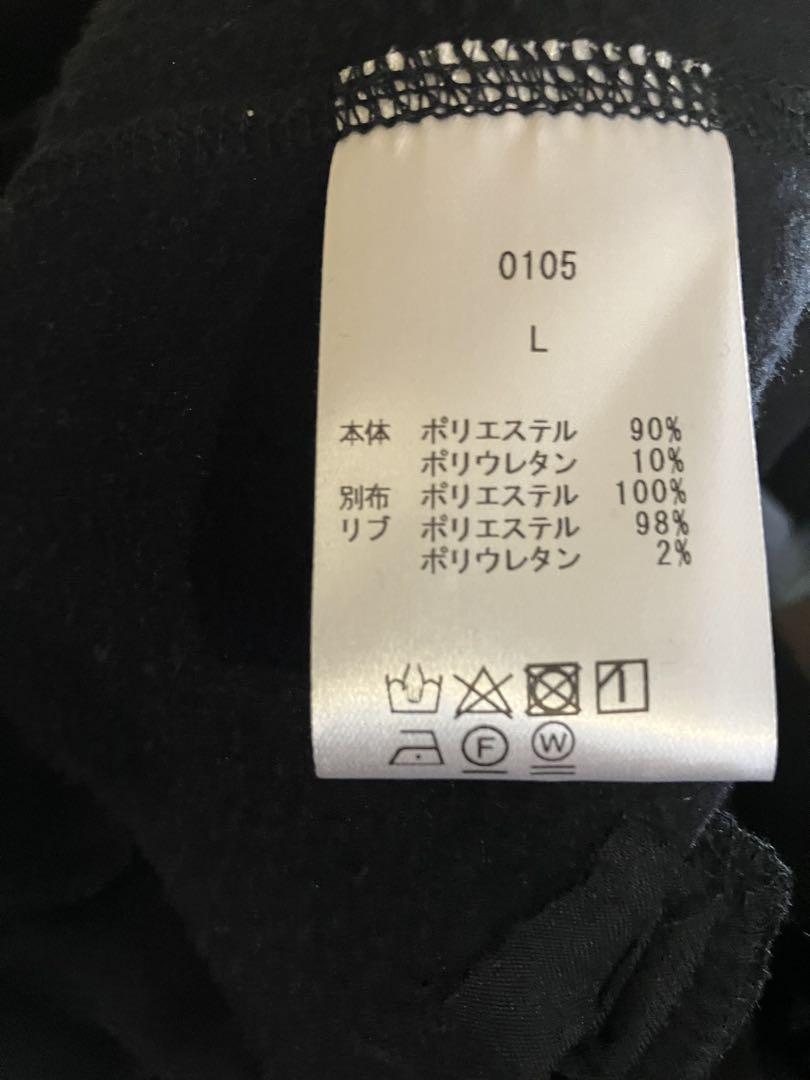 0105
L
本体 ポリエステル 90%
ポリウレタン 10%
別布 ポリエステル 100%
リブ ポリエステル 98%
ポリウレタン 2%
F W